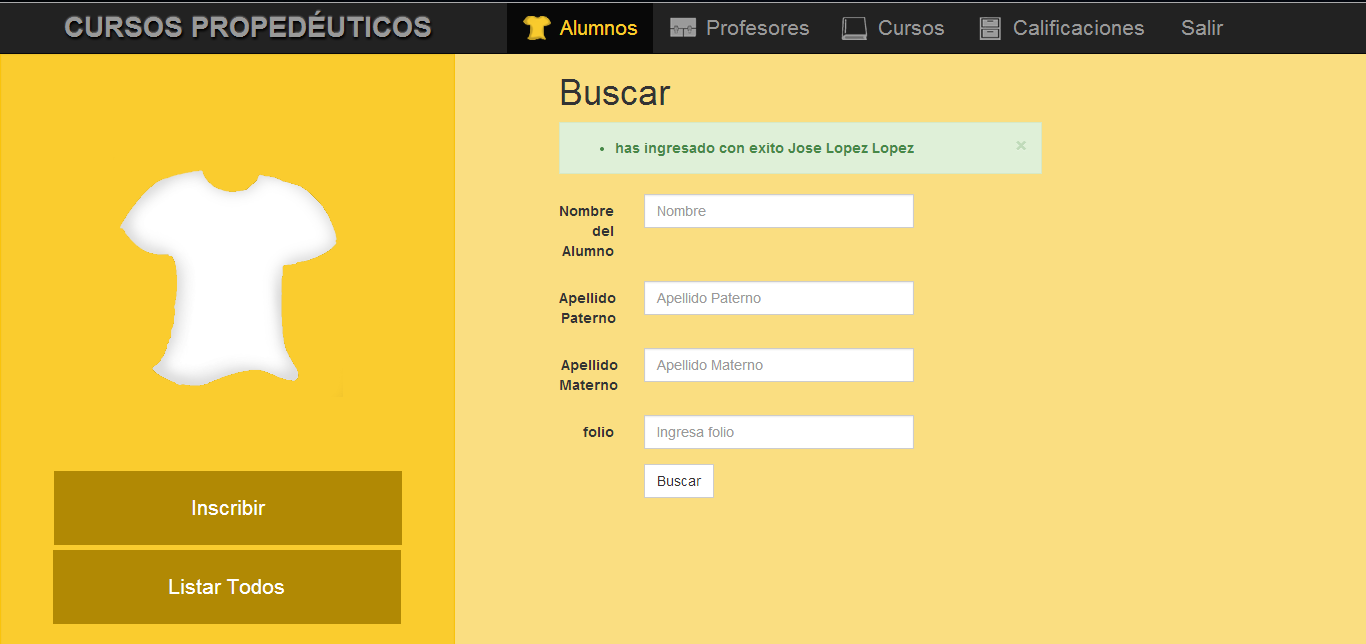 CURSOS PROPEDÉUTICOS
Alumnos
Profesores
Cursos
Calificaciones
Salir
Buscar
• has ingresado con exito Jose Lopez Lopez ×
Nombre
del
Alumno
Nombre
Apellido
Paterno
Apellido Paterno
Apellido
Materno
Apellido Materno
folio
Ingresa folio
Buscar
Inscribir
Listar Todos